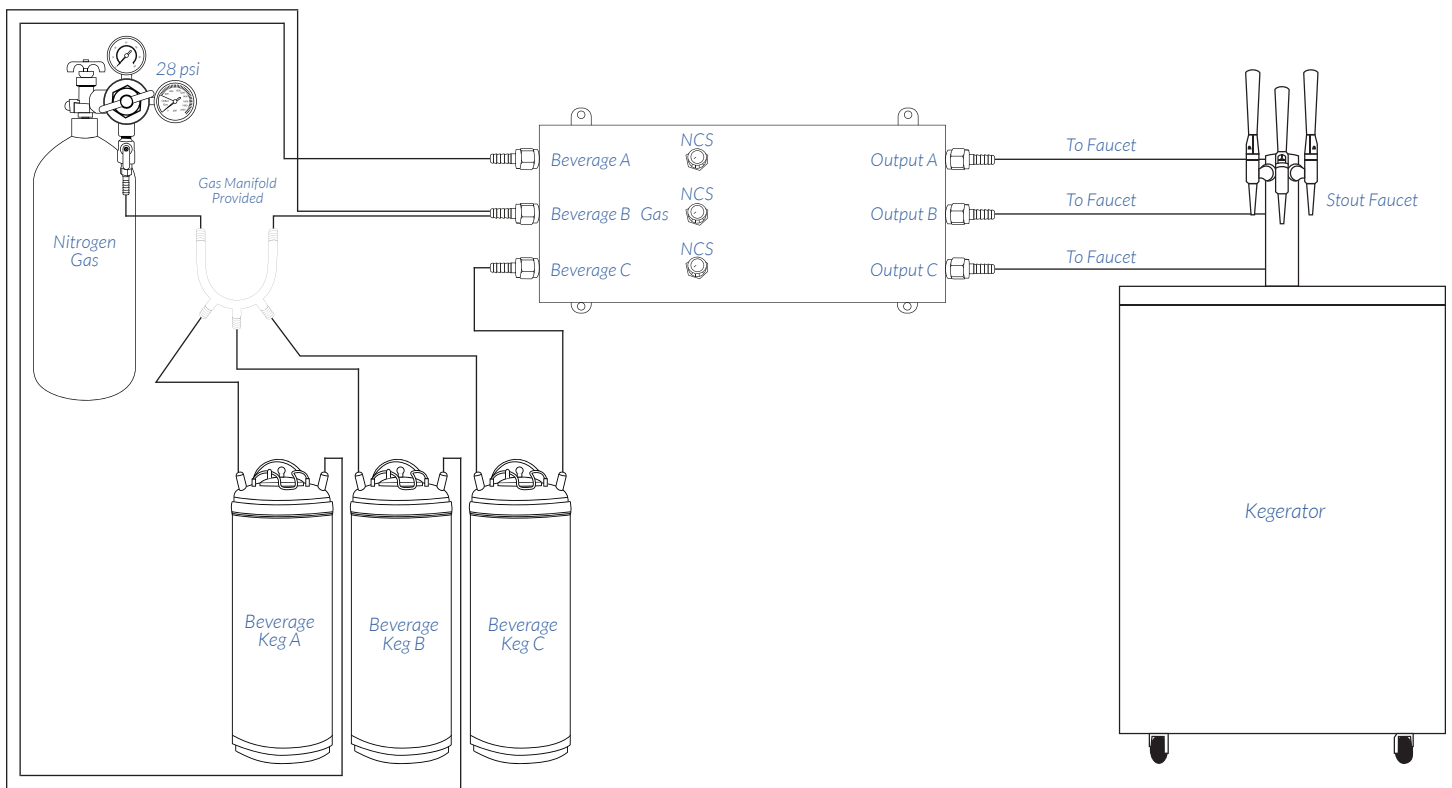 28 psi
Gas Manifold
Provided
Nitrogen
Gas
NCS
Beverage A
Output A
To Faucet
NCS
Beverage B Gas
Output B
To Faucet
Stout Faucet
NCS
Beverage C
Output C
To Faucet
Kegerator
Beverage
Keg A
Beverage
Keg B
Beverage
Keg C